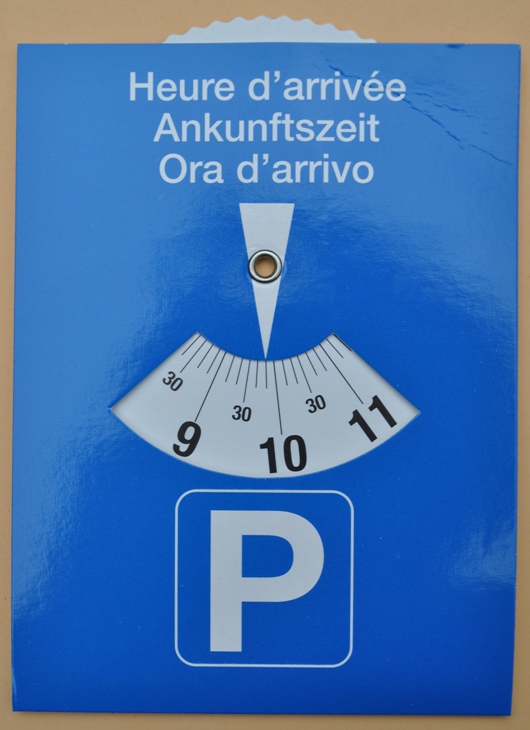 Heure d'arrivée
Ankunftszeit
Ora d'arrivo
30 9 30 10 30 11
P